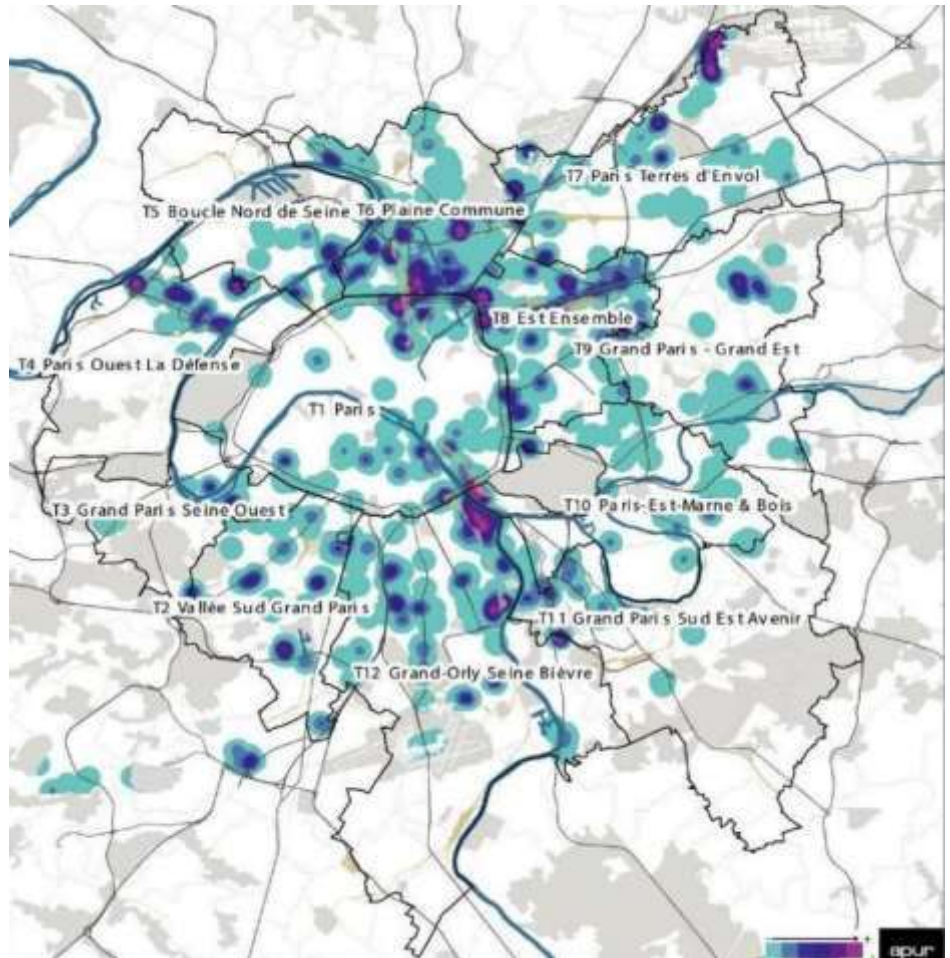 T7 Paris Terres d'Envol
T5 Boucle Nord de Seine
T6 Plaine Commune
T8 Est Ensemble
T9 Grand Paris - Grand Est
T4 Paris Ouest La Défense
T1 Paris
T3 Grand Paris Seine Ouest
T10 Paris-Est-Marne & Bois
T2 Vallée Sud Grand Paris
T11 Grand Paris Sud Est Avenir
T12 Grand-Orly Seine Bièvre
- +
apur